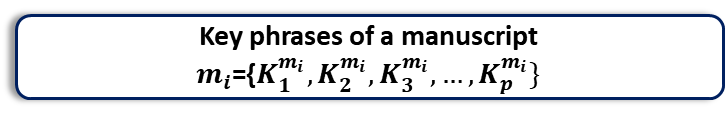 Key phrases of a manuscript
𝒎ᵢ={𝑲₁^{mᵢ}, 𝑲₂^{mᵢ}, 𝑲₃^{mᵢ}, … , 𝑲ₚ^{mᵢ}}